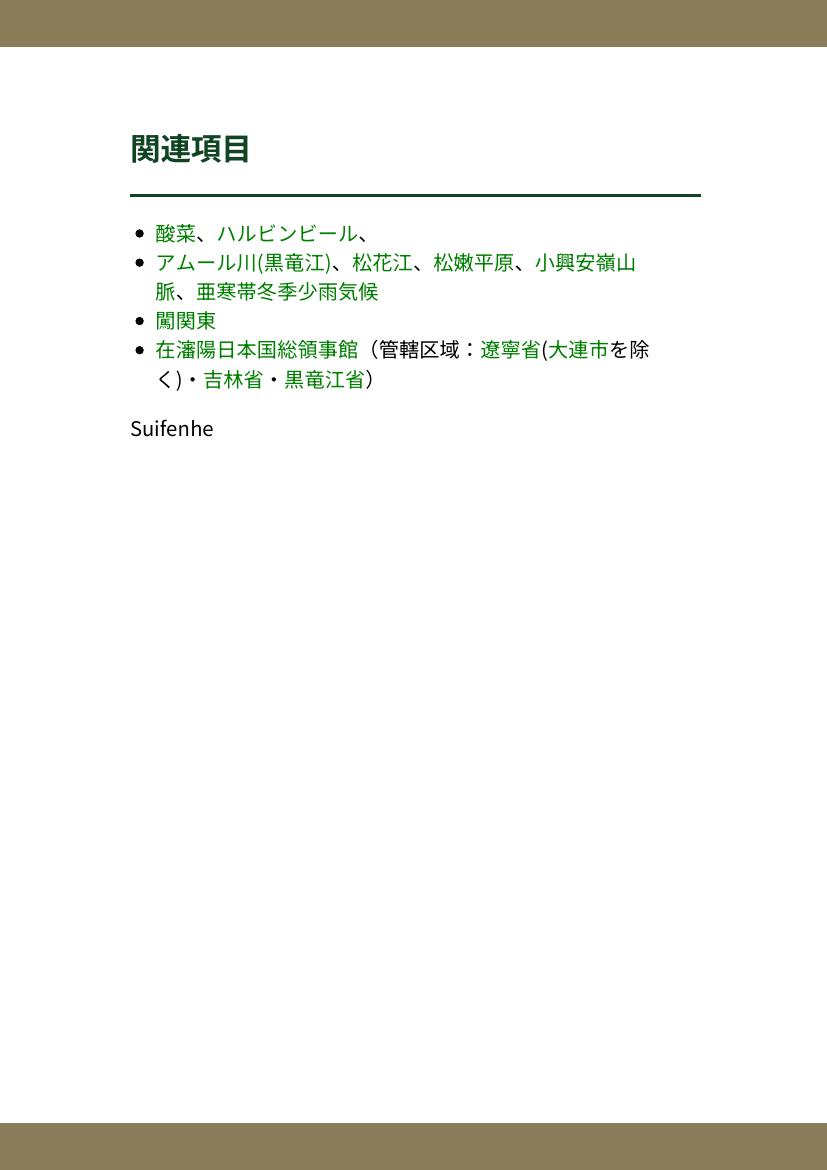 関連項目
酸菜、ハルビンビール、
アムール川(黒竜江)、松花江、松嫩平原、小興安嶺山
脈、亜寒帯冬季少雨気候
闖関東
在瀋陽日本国総領事館（管轄区域：遼寧省(大連市を除
く)・吉林省・黒竜江省）
Suifenhe